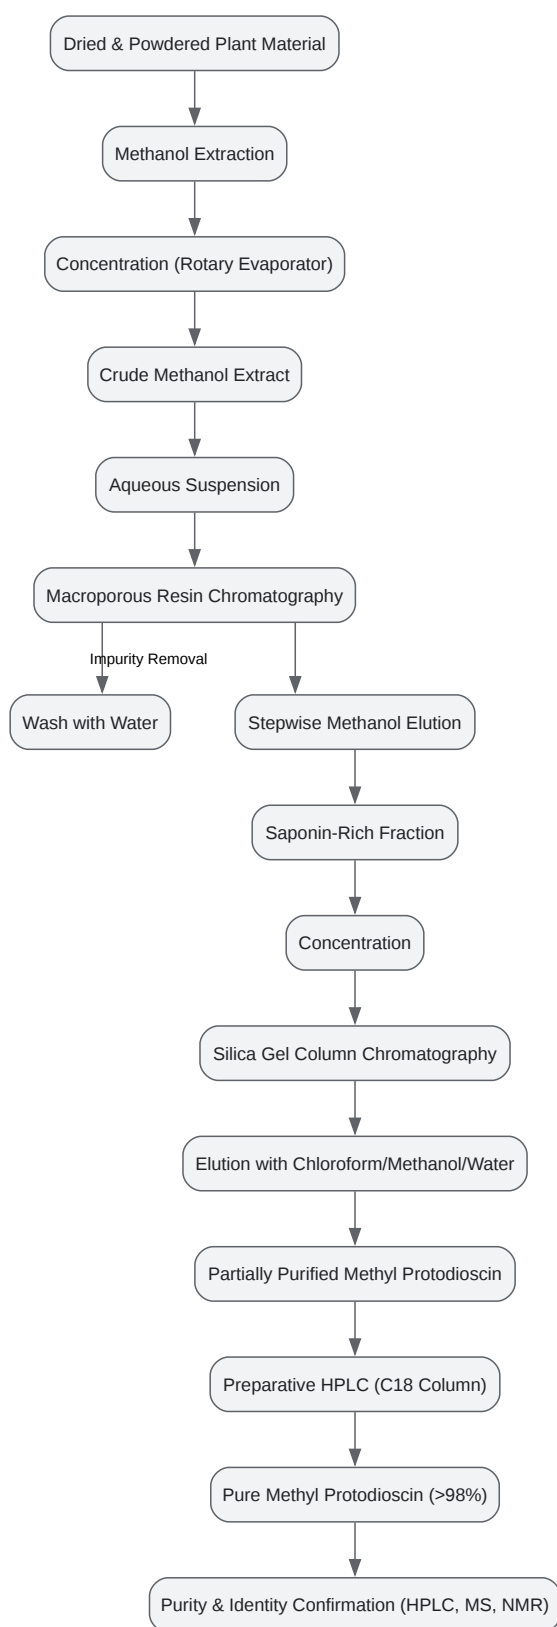 Dried & Powdered Plant Material
Methanol Extraction
Concentration (Rotary Evaporator)
Crude Methanol Extract
Aqueous Suspension
Macroporous Resin Chromatography
Impurity Removal
Wash with Water
Stepwise Methanol Elution
Saponin-Rich Fraction
Concentration
Silica Gel Column Chromatography
Elution with Chloroform/Methanol/Water
Partially Purified Methyl Protodioscin
Preparative HPLC (C18 Column)
Pure Methyl Protodioscin (>98%)
Purity & Identity Confirmation (HPLC, MS, NMR)